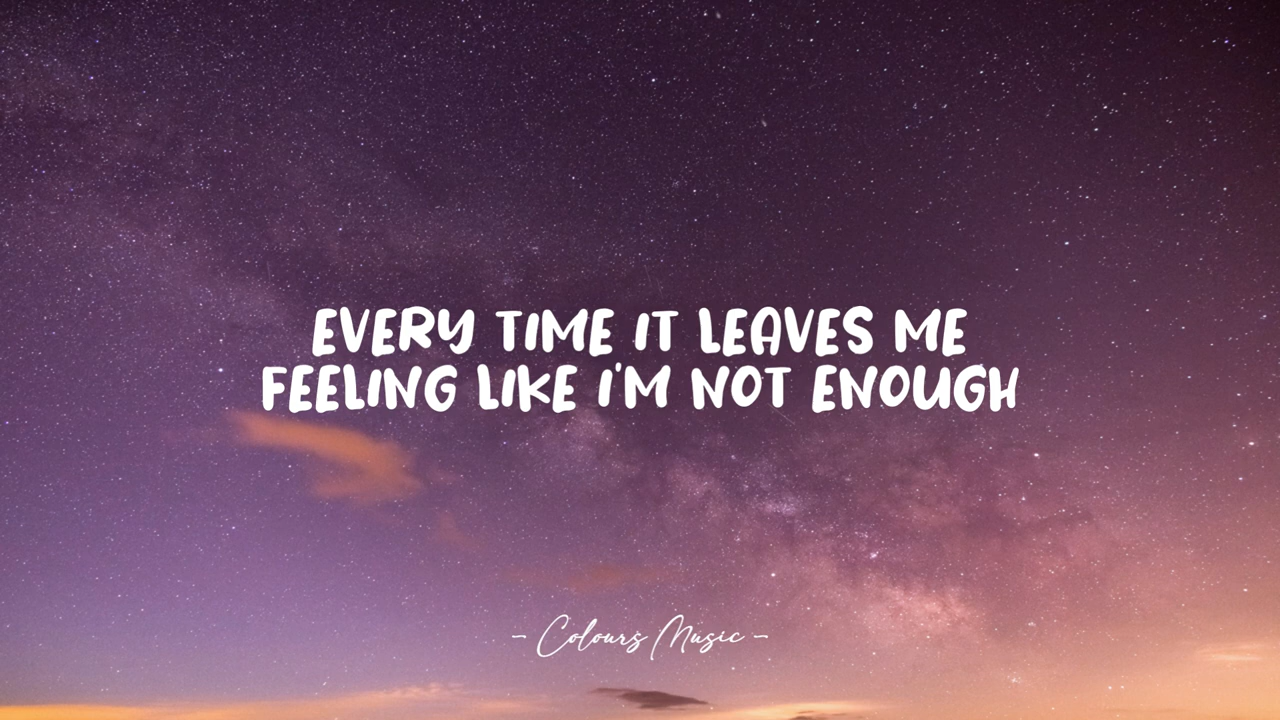 EVERY TIME IT LEAVES ME
FEELING LIKE I'M NOT ENOUGH
- Colours Music -